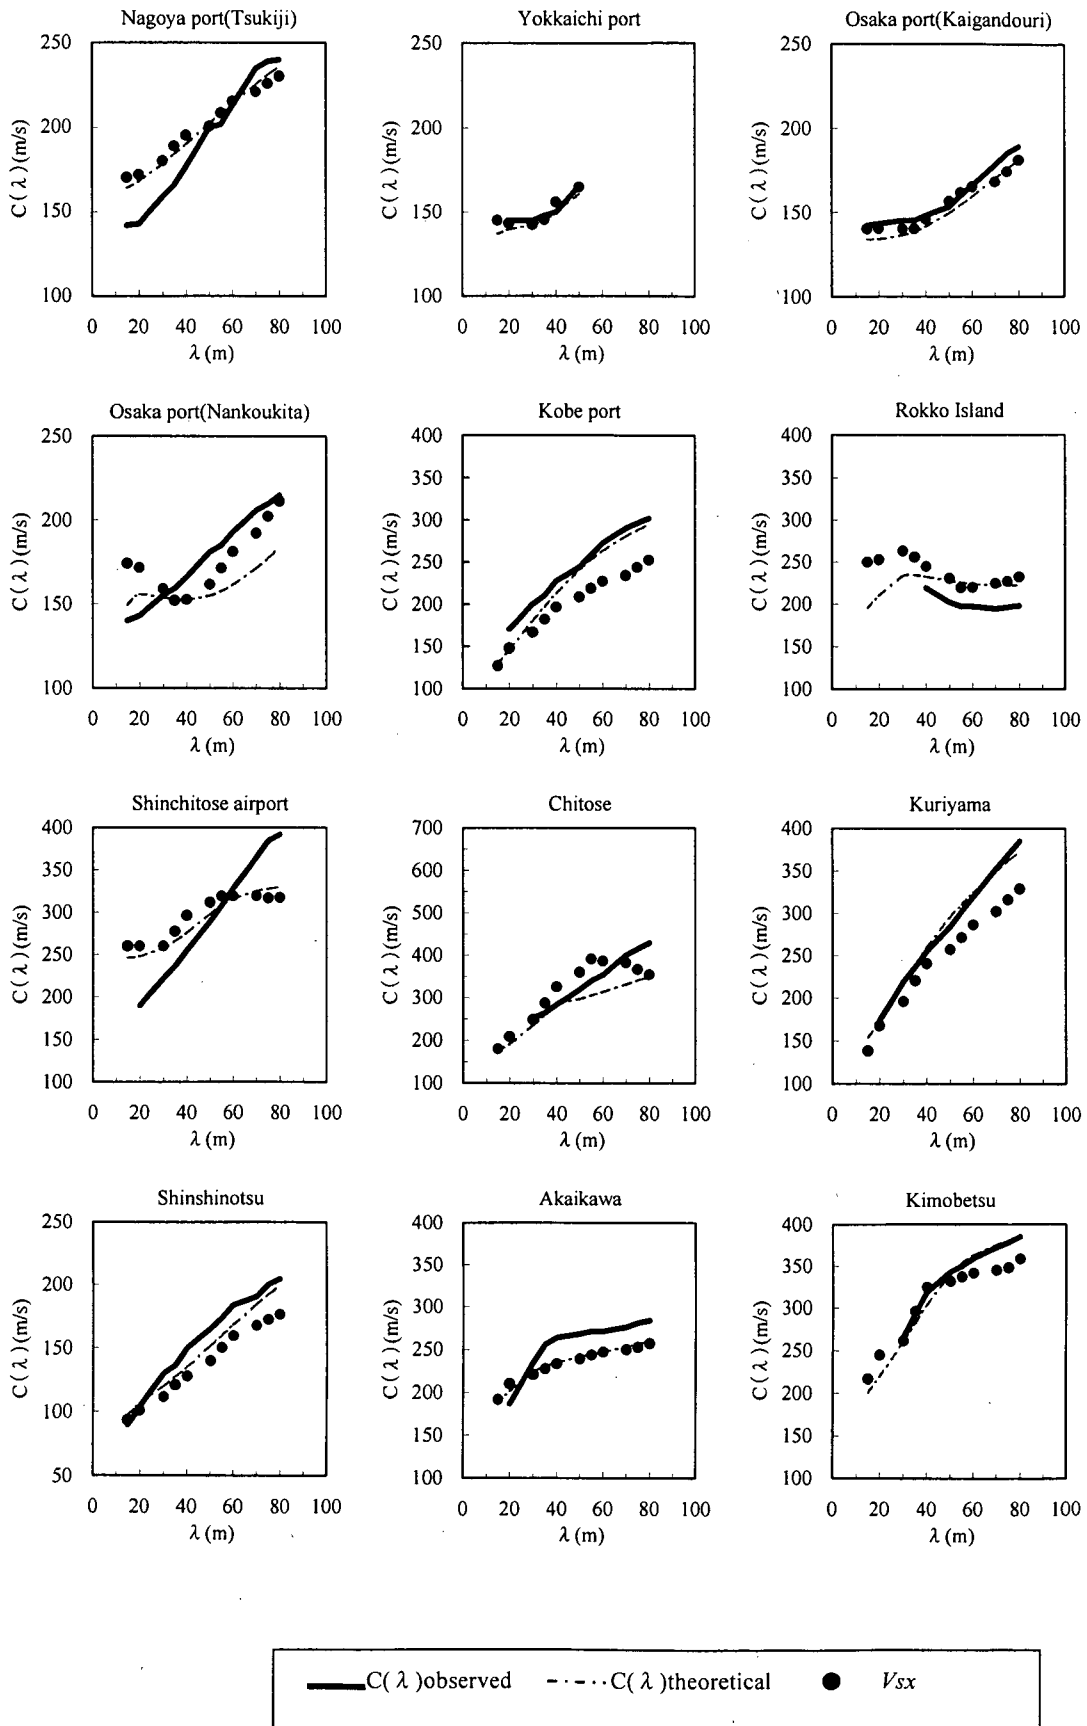 Nagoya port(Tsukiji)
250
200
150
100
C(λ)(m/s)
0 20 40 60 80 100
λ (m)
Yokkaichi port
250
200
150
100
C(λ)(m/s)
0 20 40 60 80 100
λ (m)
Osaka port(Kaigandouri)
250
200
150
100
C(λ)(m/s)
0 20 40 60 80 100
λ (m)
Osaka port(Nankoukita)
250
200
150
100
C(λ)(m/s)
0 20 40 60 80 100
λ (m)
Kobe port
400
350
300
250
200
150
100
C(λ)(m/s)
0 20 40 60 80 100
λ (m)
Rokko Island
400
350
300
250
200
150
100
C(λ)(m/s)
0 20 40 60 80 100
λ (m)
Shinchitose airport
400
350
300
250
200
150
100
C(λ)(m/s)
0 20 40 60 80 100
λ (m)
Chitose
700
600
500
400
300
200
100
C(λ)(m/s)
0 20 40 60 80 100
λ (m)
Kuriyama
400
350
300
250
200
150
100
C(λ)(m/s)
0 20 40 60 80 100
λ (m)
Shinshinotsu
250
200
150
100
50
C(λ)(m/s)
0 20 40 60 80 100
λ (m)
Akaikawa
400
350
300
250
200
150
100
C(λ)(m/s)
0 20 40 60 80 100
λ (m)
Kimobetsu
400
350
300
250
200
150
100
C(λ)(m/s)
0 20 40 60 80 100
λ (m)
C(λ)observed C(λ)theoretical Vsx